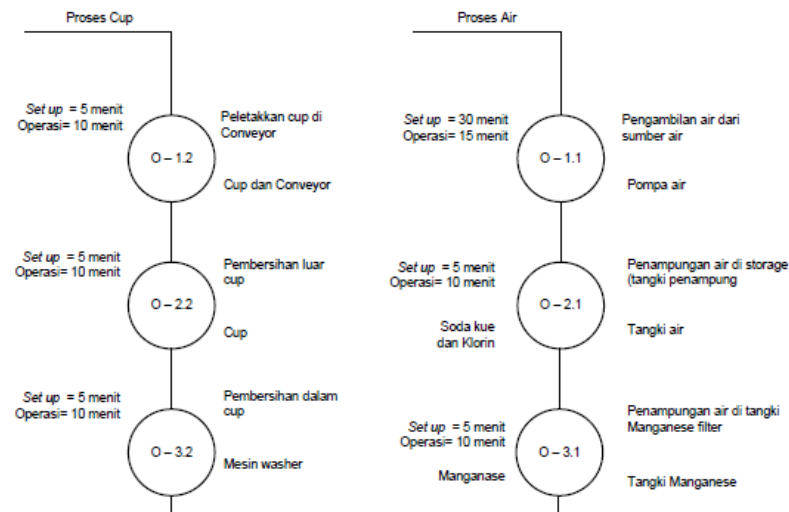 Proses Cup
Set up = 5 menit
Operasi= 10 menit
Peletakkan cup di
Conveyor
O – 1.2
Cup dan Conveyor
Set up = 5 menit
Operasi= 10 menit
Pembersihan luar
cup
O – 2.2
Cup
Set up = 5 menit
Operasi= 10 menit
Pembersihan dalam
cup
O – 3.2
Mesin washer
Proses Air
Set up = 30 menit
Operasi= 15 menit
Pengambilan air dari
sumber air
O – 1.1
Pompa air
Set up = 5 menit
Operasi= 10 menit
Penampungan air di storage
(tangki penampung
O – 2.1
Soda kue
dan Klorin
Tangki air
Set up = 5 menit
Operasi= 10 menit
Penampungan air di tangki
Manganese filter
O – 3.1
Manganase
Tangki Manganese